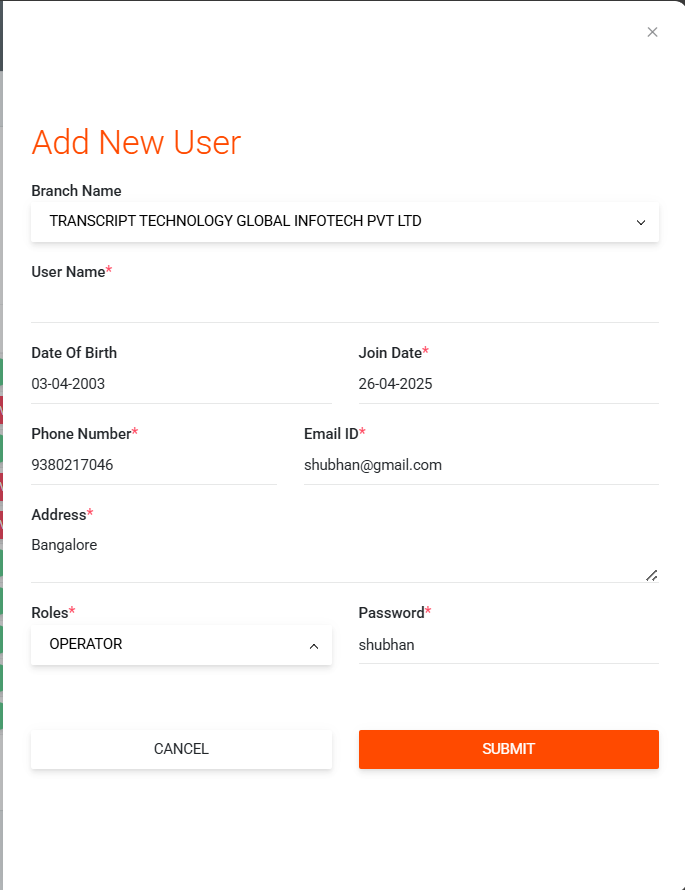 Add New User
Branch Name
TRANSCRIPT TECHNOLOGY GLOBAL INFOTECH PVT LTD
User Name*
Date Of Birth
Join Date*
03-04-2003
26-04-2025
Phone Number*
Email ID*
9380217046
shubhan@gmail.com
Address*
Bangalore
Roles*
Password*
OPERATOR
shubhan
CANCEL
SUBMIT